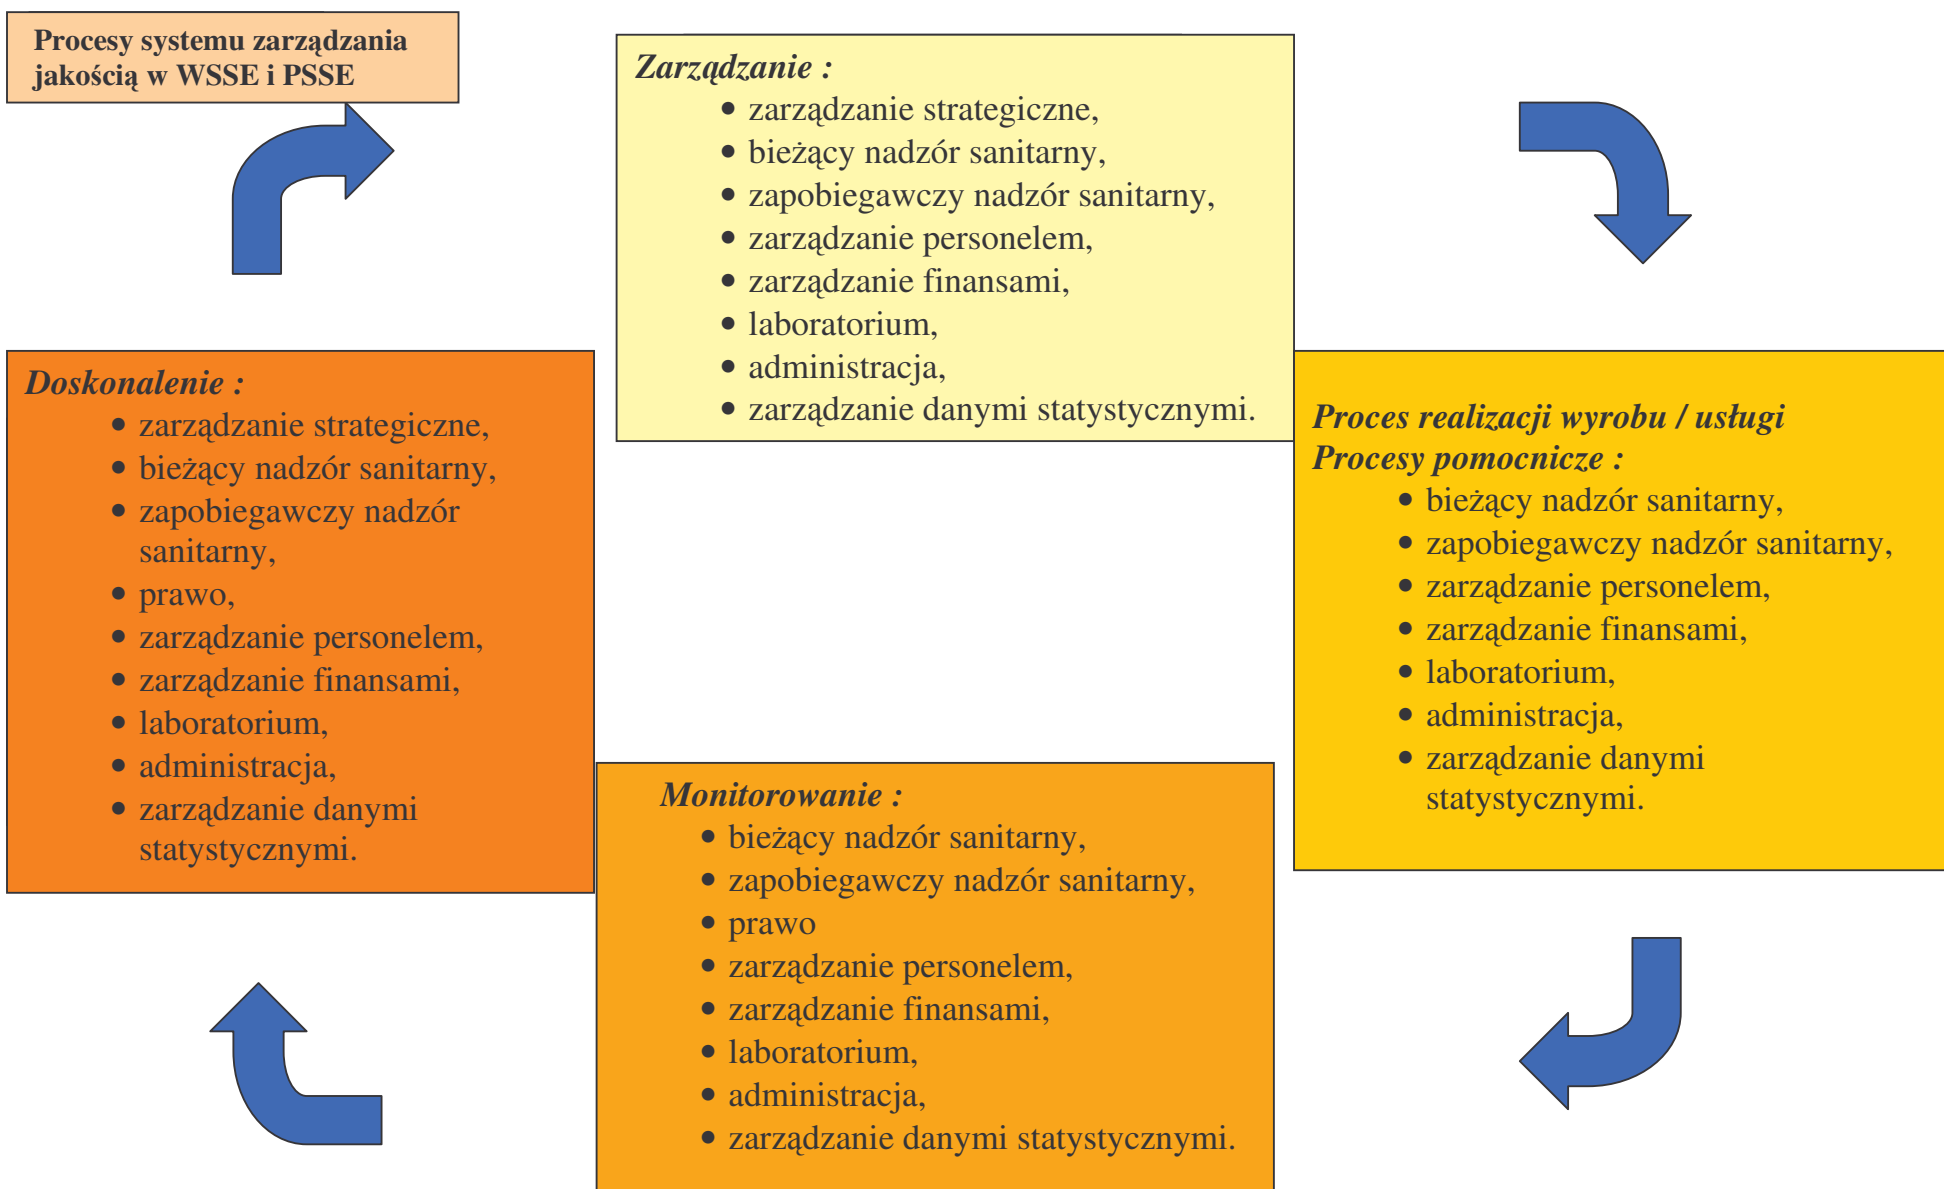 Procesy systemu zarządzania
jakością w WSSE i PSSE
Zarządzanie :
• zarządzanie strategiczne,
• bieżący nadzór sanitarny,
• zapobiegawczy nadzór sanitarny,
• zarządzanie personelem,
• zarządzanie finansami,
• laboratorium,
• administracja,
• zarządzanie danymi statystycznymi.
Proces realizacji wyrobu / usługi
Procesy pomocnicze :
• bieżący nadzór sanitarny,
• zapobiegawczy nadzór sanitarny,
• zarządzanie personelem,
• zarządzanie finansami,
• laboratorium,
• administracja,
• zarządzanie danymi
statystycznymi.
Monitorowanie :
• bieżący nadzór sanitarny,
• zapobiegawczy nadzór sanitarny,
• prawo
• zarządzanie personelem,
• zarządzanie finansami,
• laboratorium,
• administracja,
• zarządzanie danymi statystycznymi.
Doskonalenie :
• zarządzanie strategiczne,
• bieżący nadzór sanitarny,
• zapobiegawczy nadzór
sanitarny,
• prawo,
• zarządzanie personelem,
• zarządzanie finansami,
• laboratorium,
• administracja,
• zarządzanie danymi
statystycznymi.